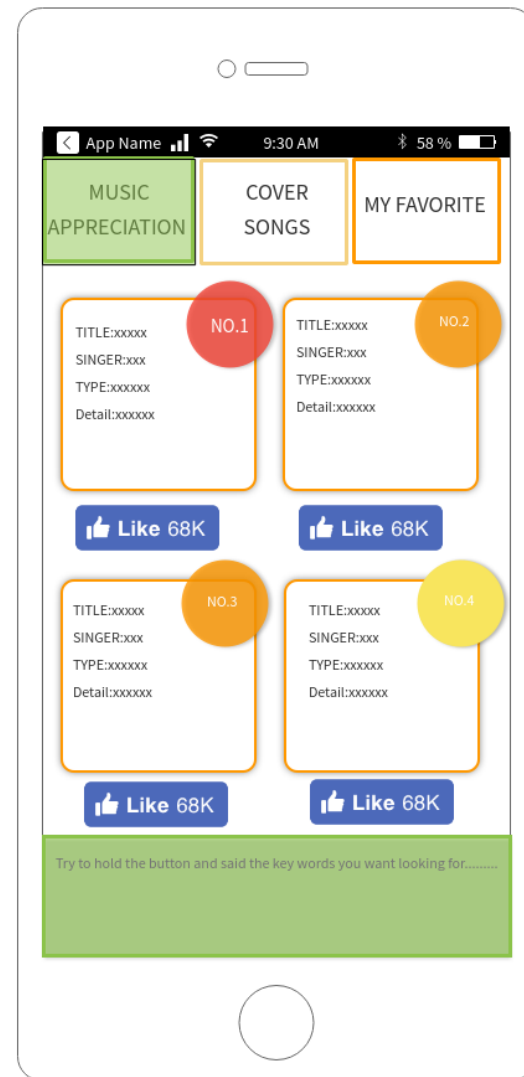 App Name 9:30 AM 58 %
MUSIC
APPRECIATION
COVER
SONGS
MY FAVORITE
NO.1
TITLE:xxxxx
SINGER:xxx
TYPE:xxxxxx
Detail:xxxxxx
NO.2
TITLE:xxxxx
SINGER:xxx
TYPE:xxxxxx
Detail:xxxxxx
Like 68K
Like 68K
NO.3
TITLE:xxxxx
SINGER:xxx
TYPE:xxxxxx
Detail:xxxxxx
NO.4
TITLE:xxxxx
SINGER:xxx
TYPE:xxxxxx
Detail:xxxxxx
Like 68K
Like 68K
Try to hold the button and said the key words you want looking for.........